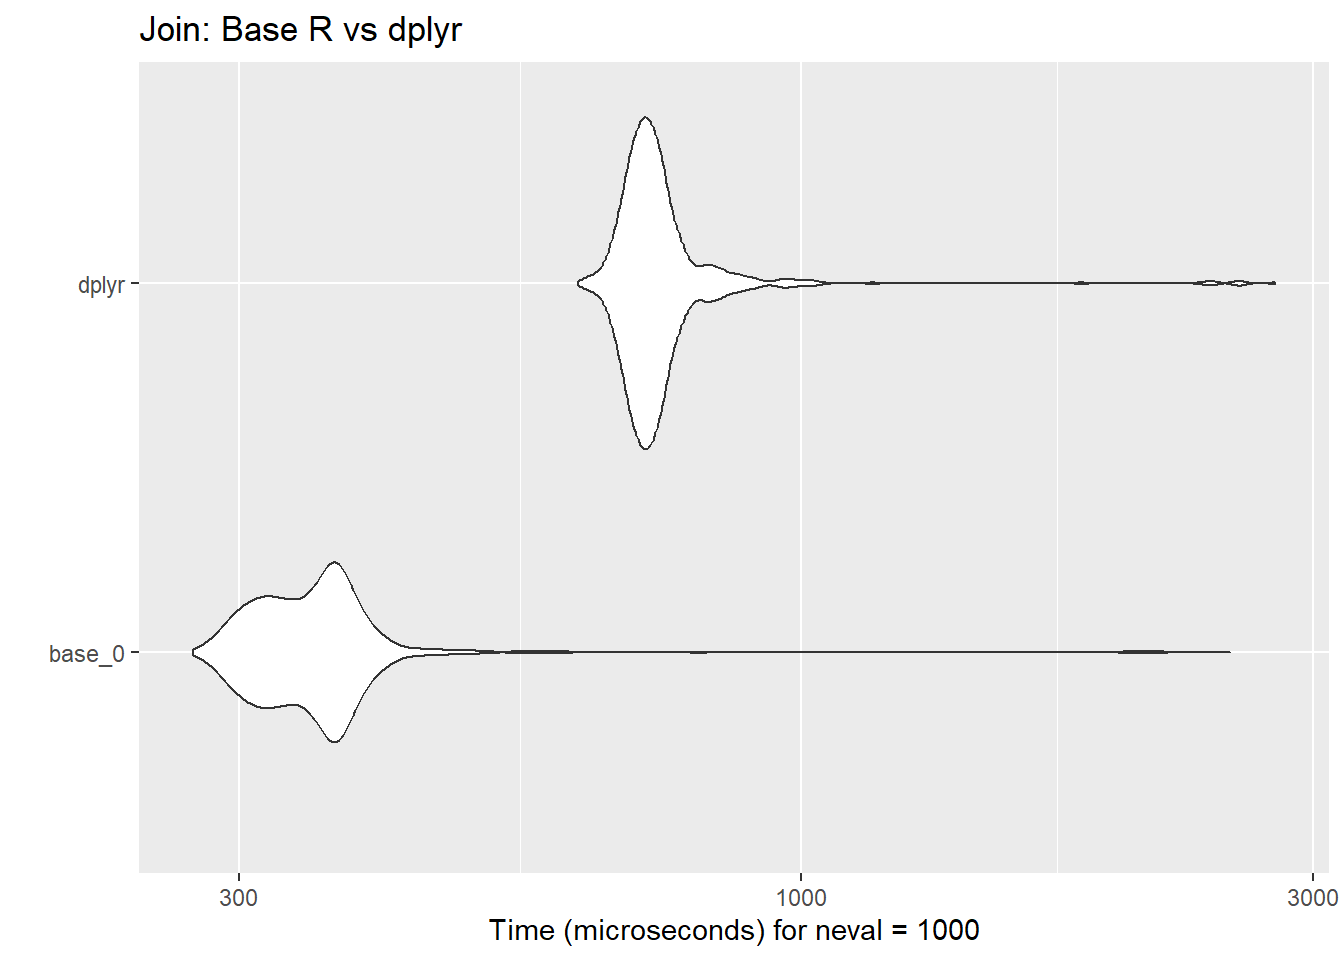 Join: Base R vs dplyr
dplyr
base_0
300
1000
3000
Time (microseconds) for neval = 1000